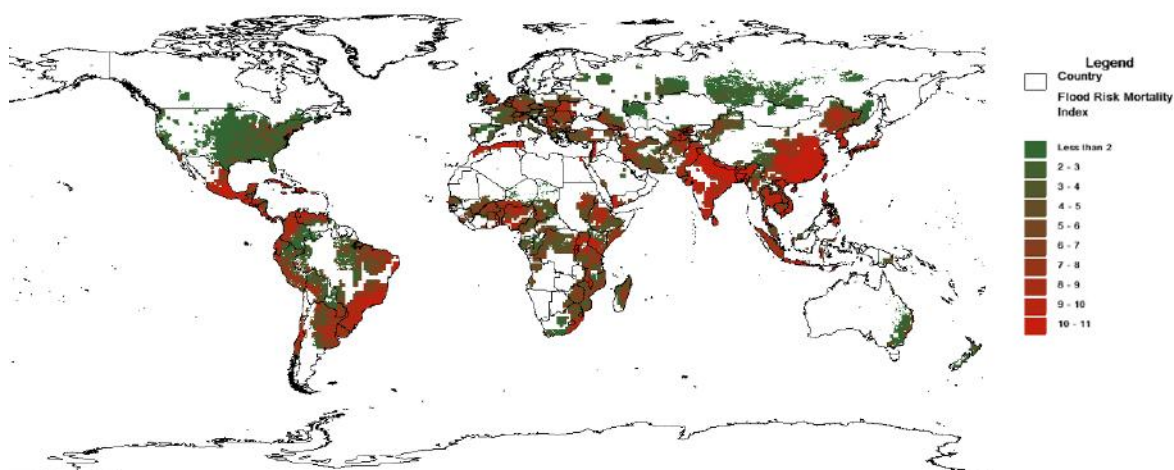 Legend
Country
Flood Risk Mortality
Index
Less than 2
2 - 3
3 - 4
4 - 5
5 - 6
6 - 7
7 - 8
8 - 9
9 - 10
10 - 11